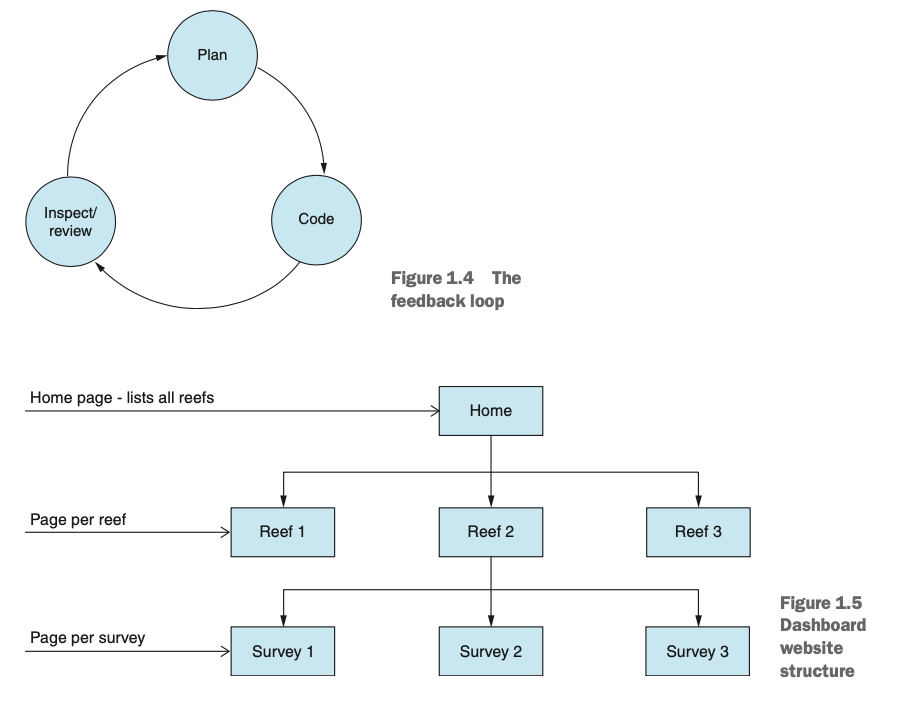 Plan
Inspect/
review
Code
Figure 1.4 The
feedback loop
Home page - lists all reefs
Home
Page per reef
Reef 1
Reef 2
Reef 3
Page per survey
Survey 1
Survey 2
Survey 3
Figure 1.5
Dashboard
website
structure